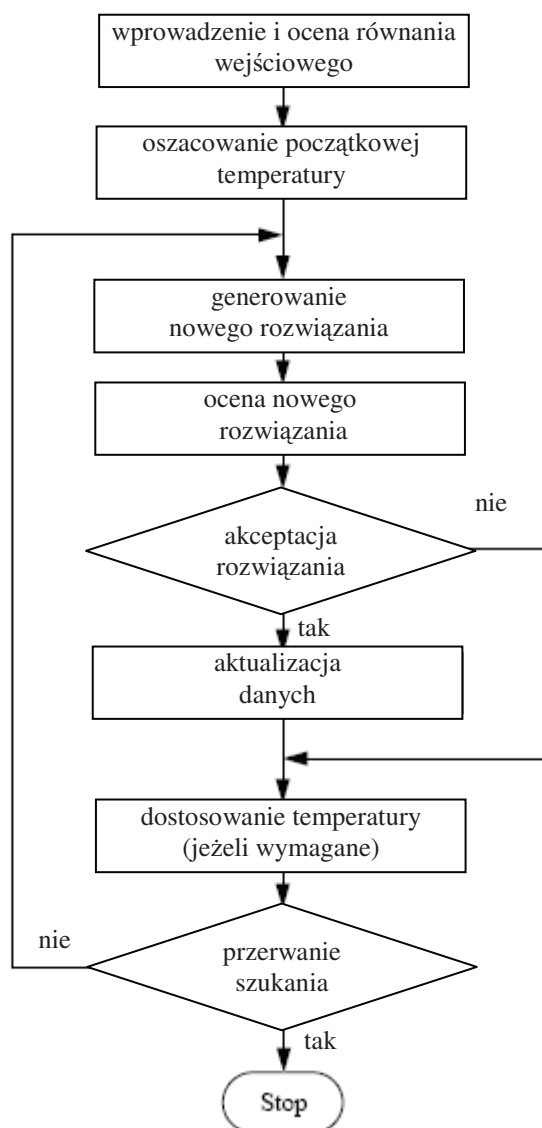 wprowadzenie i ocena równania
wejściowego
oszacowanie początkowej
temperatury
generowanie
nowego rozwiązania
ocena nowego
rozwiązania
nie
akceptacja
rozwiązania
tak
aktualizacja
danych
dostosowanie temperatury
(jeżeli wymagane)
nie
przerwanie
szukania
tak
Stop